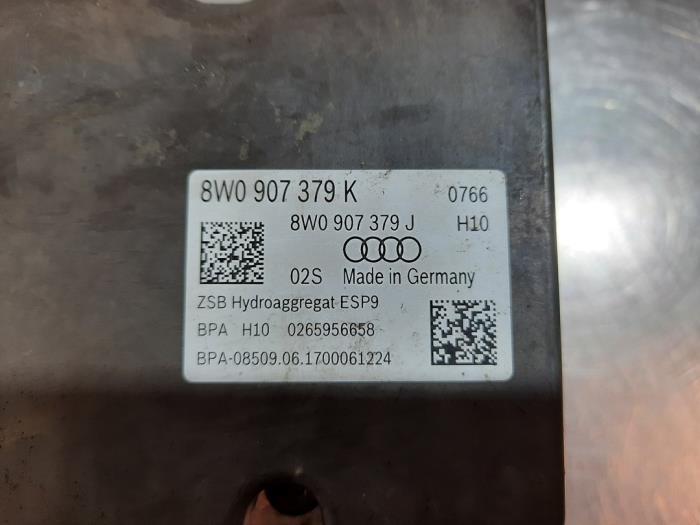 8W0 907 379 K 0766
8W0 907 379 J H10
02S Made in Germany
ZSB Hydroaggregat ESP9
BPA H10 0265956658
BPA-08509.06.1700061224